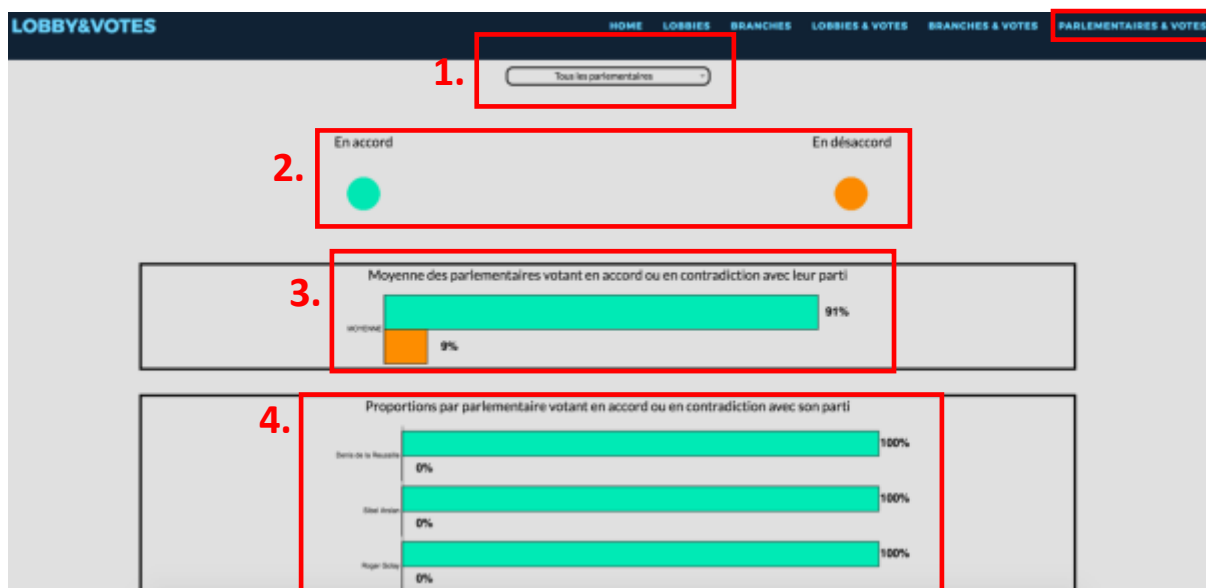 LOBBY&VOTES
HOME LOBBIES BRANCHES LOBBIES & VOTES BRANCHES & VOTES PARLEMENTAIRES & VOTES
1.
Tous les parlementaires
2.
En accord En désaccord
3.
Moyenne des parlementaires votant en accord ou en contradiction avec leur parti
MOYENNE
91%
9%
4.
Proportions par parlementaire votant en accord ou en contradiction avec son parti
Denis de la Reussille
100%
0%
Sibel Arslan
100%
0%
Roger Golay
100%
0%